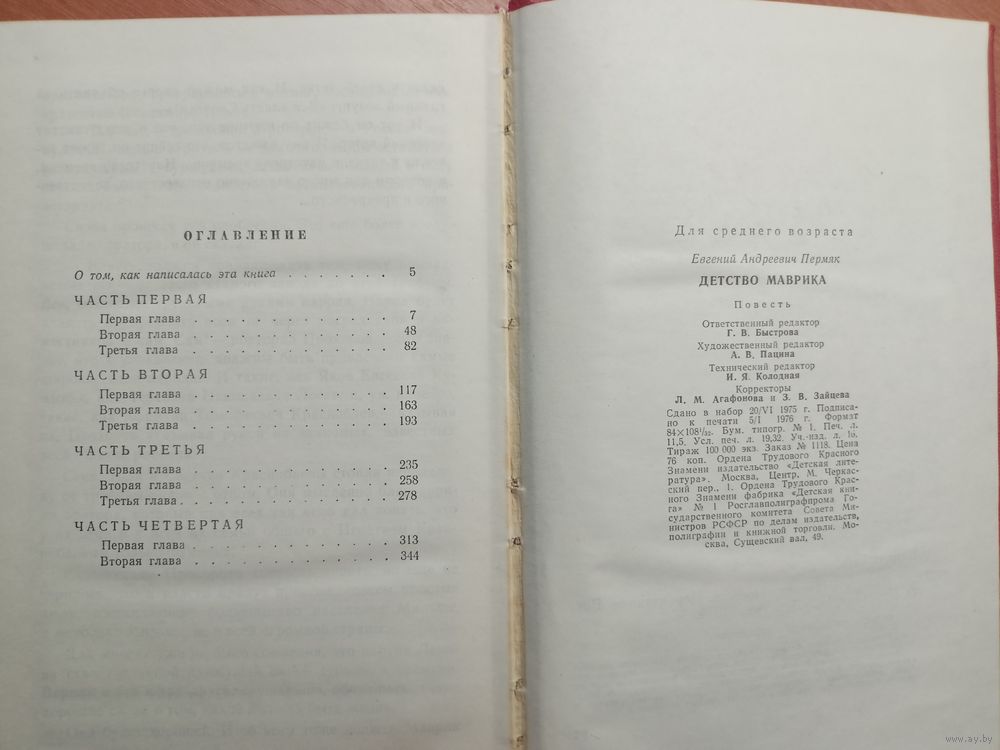 ОГЛАВЛЕНИЕ
О том, как написалась эта книга . . . . . . . 5
ЧАСТЬ ПЕРВАЯ
Первая глава . . . . . . . . . . . . . 7
Вторая глава . . . . . . . . . . . . . 48
Третья глава . . . . . . . . . . . . . 82
ЧАСТЬ ВТОРАЯ
Первая глава . . . . . . . . . . . . . 117
Вторая глава . . . . . . . . . . . . . 163
Третья глава . . . . . . . . . . . . . 193
ЧАСТЬ ТРЕТЬЯ
Первая глава . . . . . . . . . . . . . 235
Вторая глава . . . . . . . . . . . . . 258
Третья глава . . . . . . . . . . . . . 278
ЧАСТЬ ЧЕТВЕРТАЯ
Первая глава . . . . . . . . . . . . . 313
Вторая глава . . . . . . . . . . . . . 344
Для среднего возраста
Евгений Андреевич Пермяк
ДЕТСТВО МАВРИКА
Повесть
Ответственный редактор
Г. В. Быстрова
Художественный редактор
А. В. Пацина
Технический редактор
И. Я. Колодная
Корректоры
Л. М. Агафонова и З. В. Зайцева
Сдано в набор 20/VI 1975 г. Подписа-
но к печати 5/I 1976 г. Формат
84×108¹/₃₂. Бум. типогр. № 1. Печ. л.
11,5. Усл. печ. л. 19,32. Уч.-изд. л. 16.
Тираж 100 000 экз. Заказ № 1118. Цена
76 коп. Ордена Трудового Красного
Знамени издательство «Детская лите-
ратура». Москва, Центр, М. Черкас-
ский пер., 1. Ордена Трудового Крас-
ного Знамени фабрика «Детская кни-
га» № 1 Росглавполиграфпрома Го-
сударственного комитета Совета Ми-
нистров РСФСР по делам издательств,
полиграфии и книжной торговли. Мо-
сква, Сущевский вал, 49.
www.ay.by